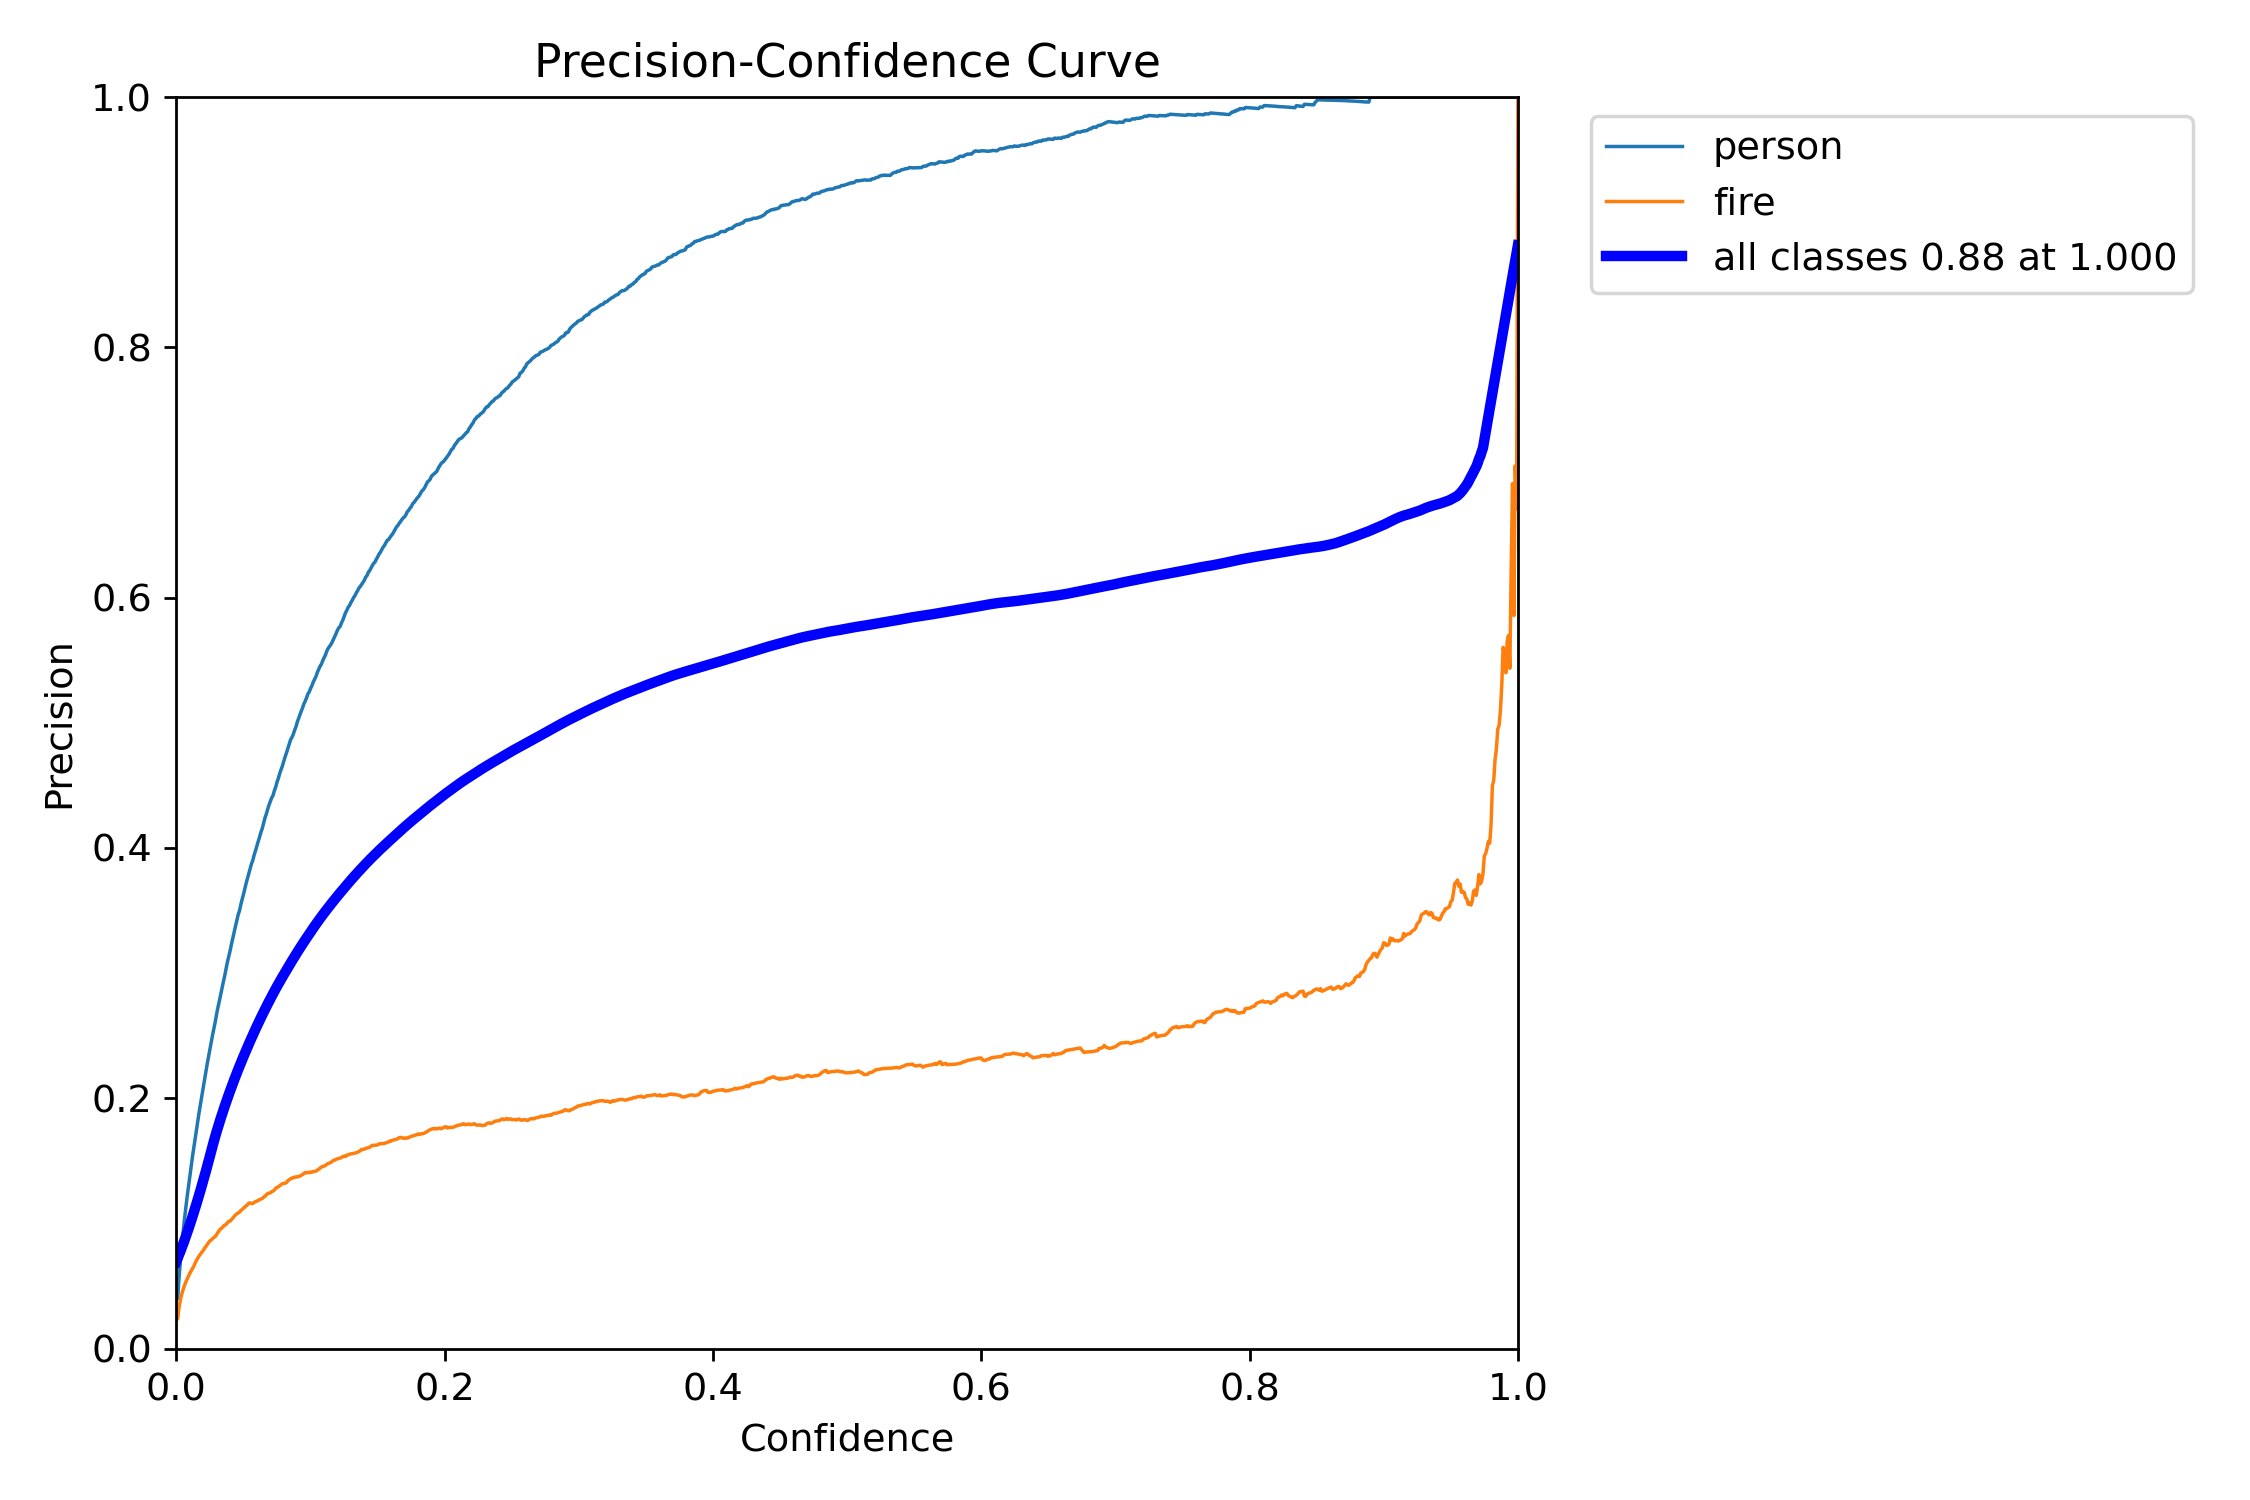 Precision-Confidence Curve
1.0
0.8
0.6
0.4
0.2
0.0
Precision
0.0 0.2 0.4 0.6 0.8 1.0
Confidence
person
fire
all classes 0.88 at 1.000